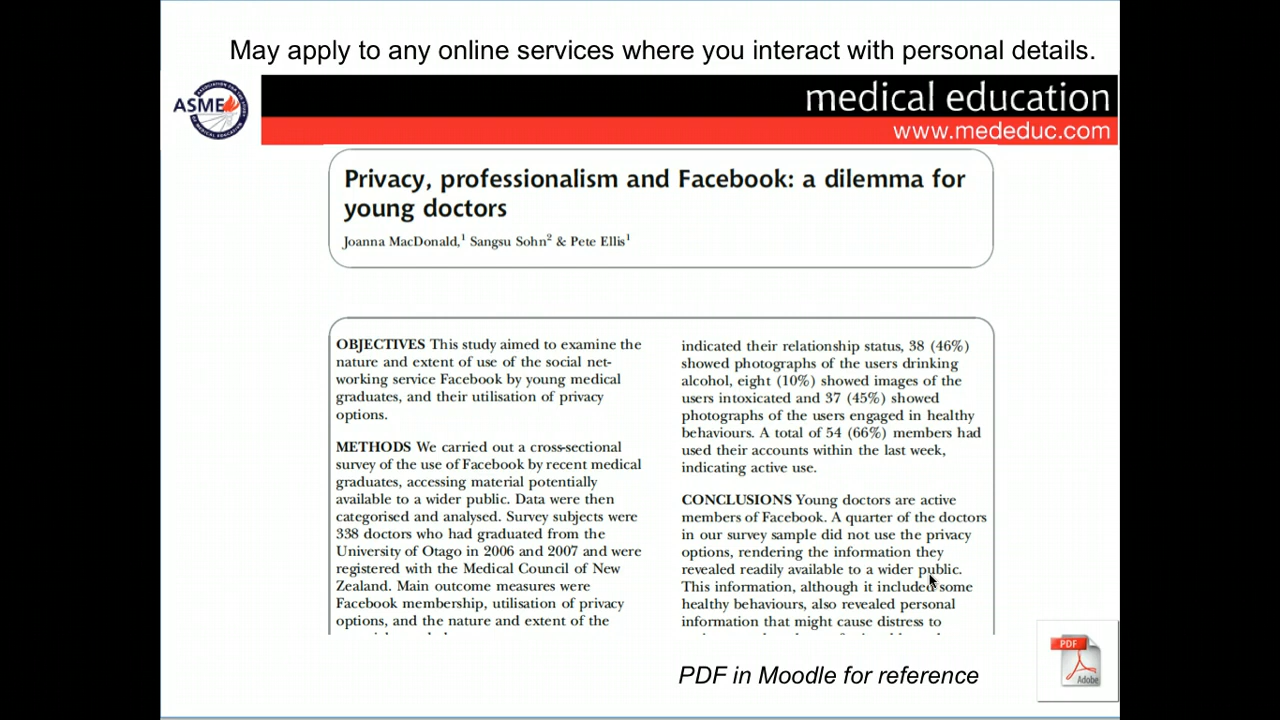 May apply to any online services where you interact with personal details.
ASME
medical education
www.mededuc.com
Privacy, professionalism and Facebook: a dilemma for
young doctors
Joanna MacDonald,¹ Sangsu Sohn² & Pete Ellis¹
OBJECTIVES This study aimed to examine the
nature and extent of use of the social net-
working service Facebook by young medical
graduates, and their utilisation of privacy
options.
METHODS We carried out a cross-sectional
survey of the use of Facebook by recent medical
graduates, accessing material potentially
available to a wider public. Data were then
categorised and analysed. Survey subjects were
338 doctors who had graduated from the
University of Otago in 2006 and 2007 and were
registered with the Medical Council of New
Zealand. Main outcome measures were
Facebook membership, utilisation of privacy
options, and the nature and extent of the
indicated their relationship status, 38 (46%)
showed photographs of the users drinking
alcohol, eight (10%) showed images of the
users intoxicated and 37 (45%) showed
photographs of the users engaged in healthy
behaviours. A total of 54 (66%) members had
used their accounts within the last week,
indicating active use.
CONCLUSIONS Young doctors are active
members of Facebook. A quarter of the doctors
in our survey sample did not use the privacy
options, rendering the information they
revealed readily available to a wider public.
This information, although it included some
healthy behaviours, also revealed personal
information that might cause distress to
PDF in Moodle for reference
PDF
Adobe